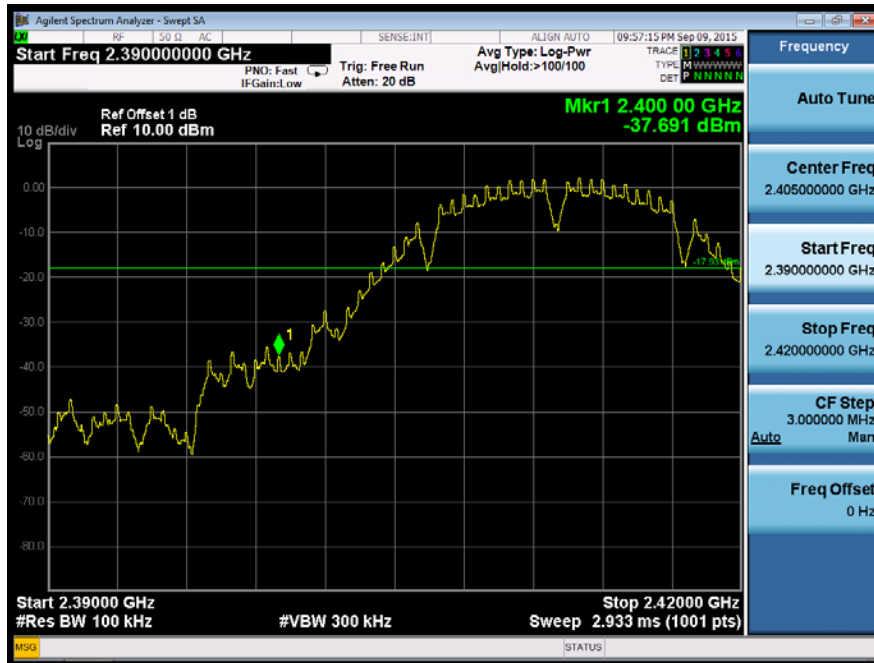 Agilent Spectrum Analyzer - Swept SA
LXI RF 50 Ω AC SENSE:INT ALIGN AUTO 09:57:15 PM Sep 09, 2015
Start Freq 2.390000000 GHz
PNO: Fast
IFGain:Low
Trig: Free Run
Atten: 20 dB
Avg Type: Log-Pwr
Avg|Hold:>100/100
TRACE 1 2 3 4 5 6
TYPE M WWWWW
DET P N N N N N
Ref Offset 1 dB
10 dB/div Ref 10.00 dBm
Log
Mkr1 2.400 00 GHz
-37.691 dBm
0.00
-10.0
-20.0
-30.0
-40.0
-50.0
-60.0
-70.0
-80.0
1
Start 2.39000 GHz
Stop 2.42000 GHz
#Res BW 100 kHz
#VBW 300 kHz
Sweep 2.933 ms (1001 pts)
MSG
STATUS
Frequency
Auto Tune
Center Freq
2.405000000 GHz
Start Freq
2.390000000 GHz
Stop Freq
2.420000000 GHz
CF Step
3.000000 MHz
Auto Man
Freq Offset
0 Hz